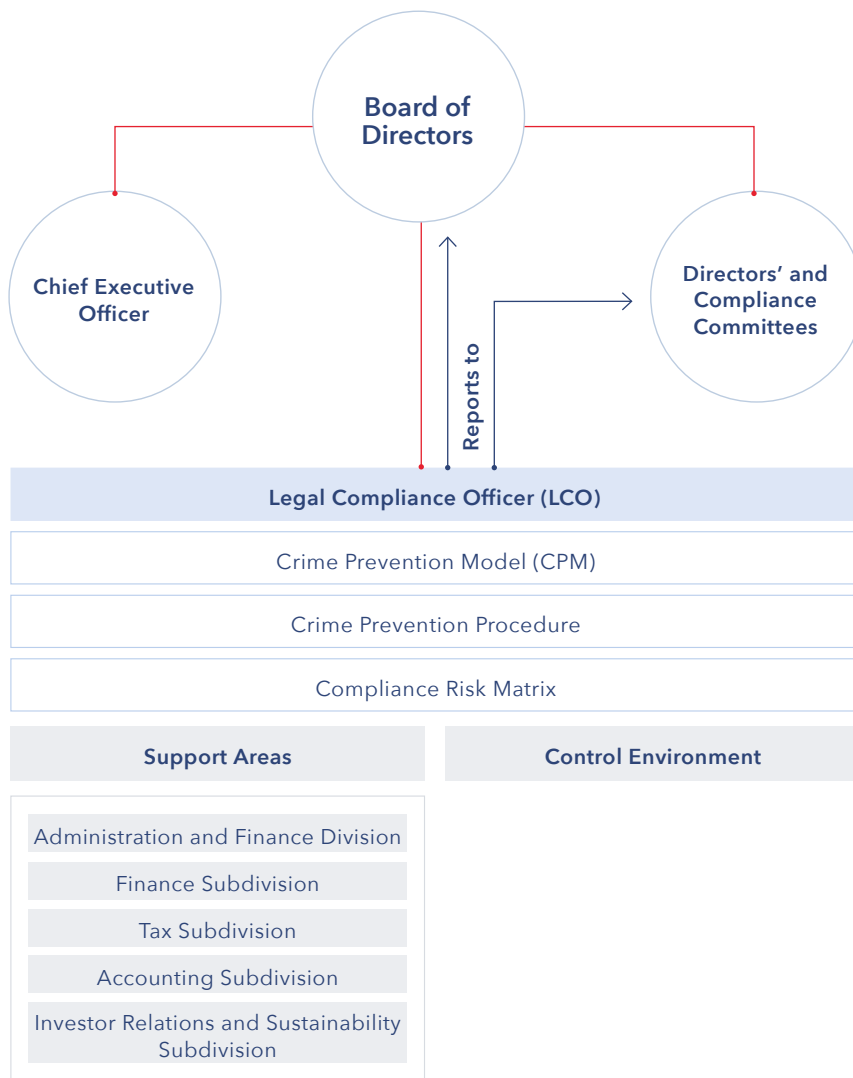 Board of
Directors
Chief Executive
Officer
Directors' and
Compliance
Committees
Reports to
Legal Compliance Officer (LCO)
Crime Prevention Model (CPM)
Crime Prevention Procedure
Compliance Risk Matrix
Support Areas
Control Environment
Administration and Finance Division
Finance Subdivision
Tax Subdivision
Accounting Subdivision
Investor Relations and Sustainability
Subdivision